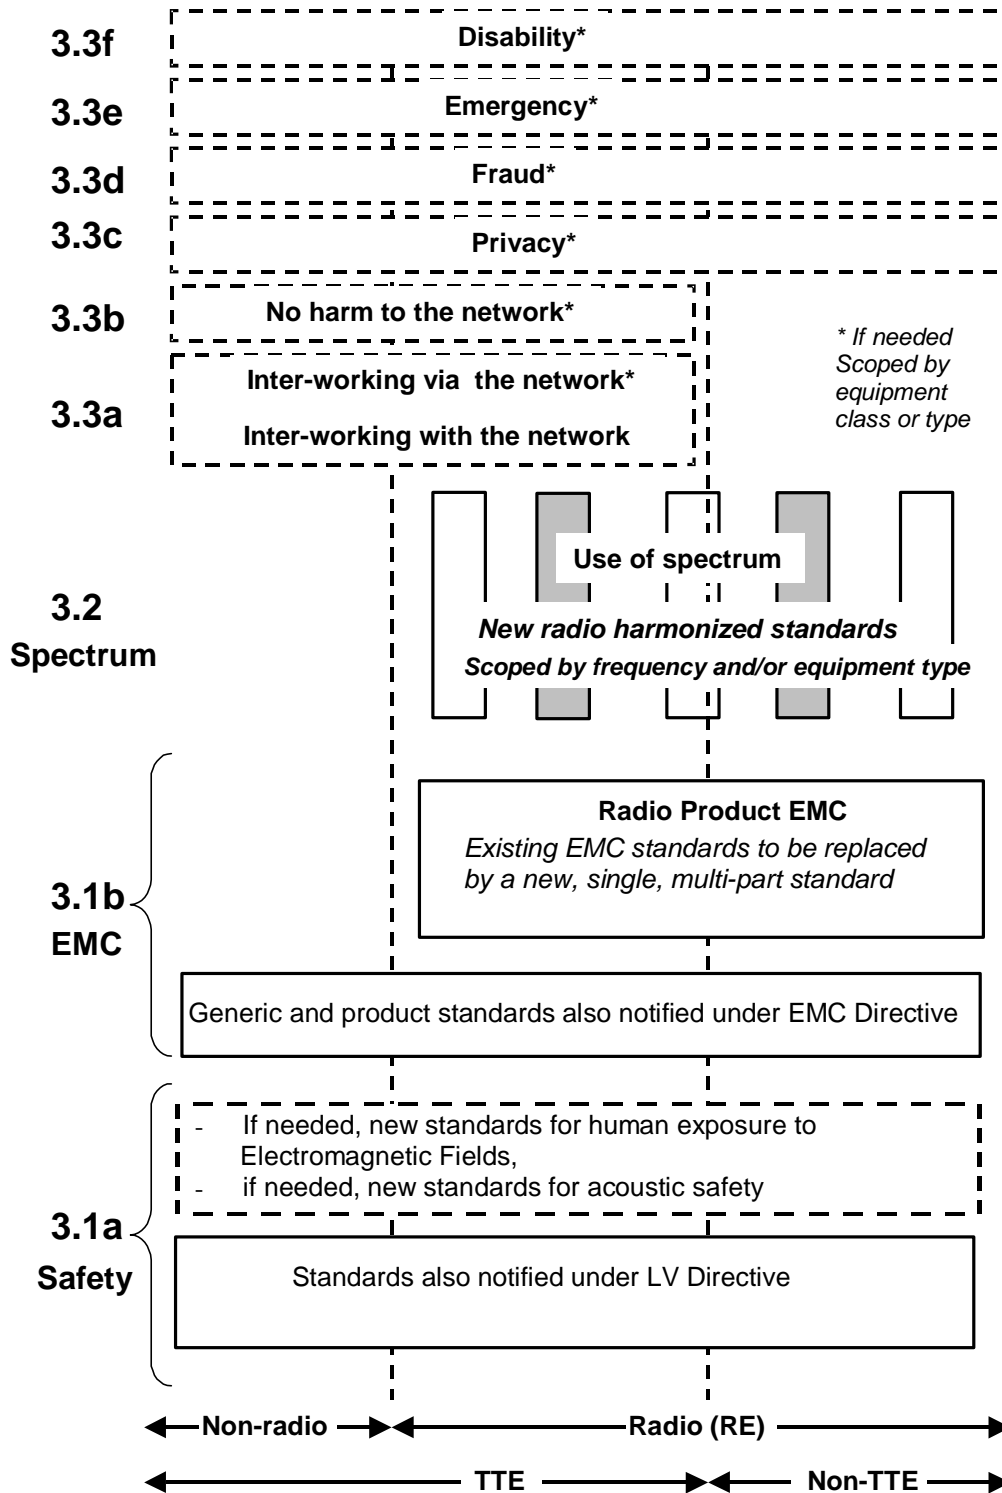 3.3f
Disability*
3.3e
Emergency*
3.3d
Fraud*
3.3c
Privacy*
3.3b
No harm to the network*
* If needed
Scoped by
equipment
class or type
3.3a
Inter-working via the network*
Inter-working with the network
3.2
Spectrum
Use of spectrum
New radio harmonized standards
Scoped by frequency and/or equipment type
3.1b
EMC
Radio Product EMC
Existing EMC standards to be replaced
by a new, single, multi-part standard
Generic and product standards also notified under EMC Directive
3.1a
Safety
- If needed, new standards for human exposure to
Electromagnetic Fields,
- if needed, new standards for acoustic safety
Standards also notified under LV Directive
Non-radio
Radio (RE)
TTE
Non-TTE